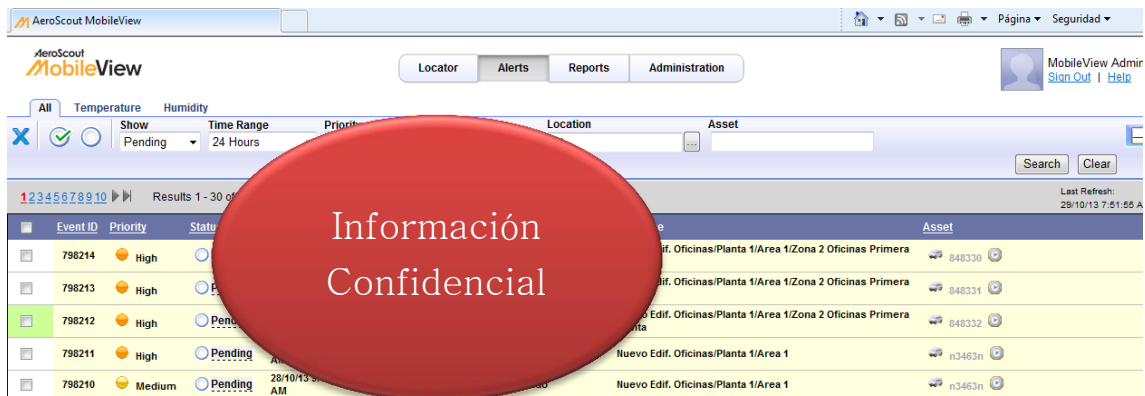 AeroScout MobileView
Página Seguridad
AeroScout
MobileView
Locator Alerts Reports Administration
MobileView Admin
Sign Out | Help
All Temperature Humidity
Show Time Range Location Asset
Pending 24 Hours ...
Search Clear
12345678910 Results 1 - 30 of
Last Refresh:
29/10/13 7:51:55 A
Event ID Priority Asset
798214 High Edif. Oficinas/Planta 1/Area 1/Zona 2 Oficinas Primera 848330
798213 High Edif. Oficinas/Planta 1/Area 1/Zona 2 Oficinas Primera 848331
798212 High Edif. Oficinas/Planta 1/Area 1/Zona 2 Oficinas Primera 848332
798211 High Pending Nuevo Edif. Oficinas/Planta 1/Area 1 n3463n
798210 Medium Pending 28/10/13 Nuevo Edif. Oficinas/Planta 1/Area 1 n3463n
AM
Información
Confidencial